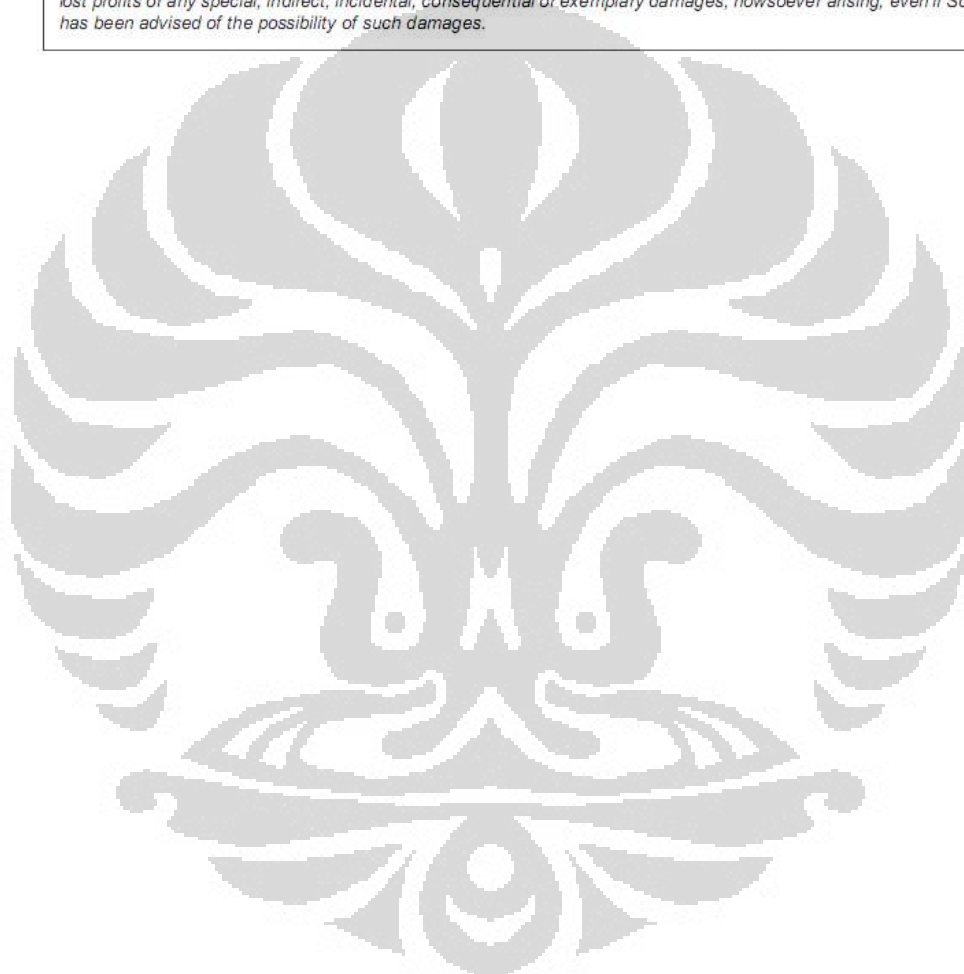 lost profits or any special, indirect, incidental, consequential or exemplary damages, howsoever arising, even if
has been advised of the possibility of such damages.